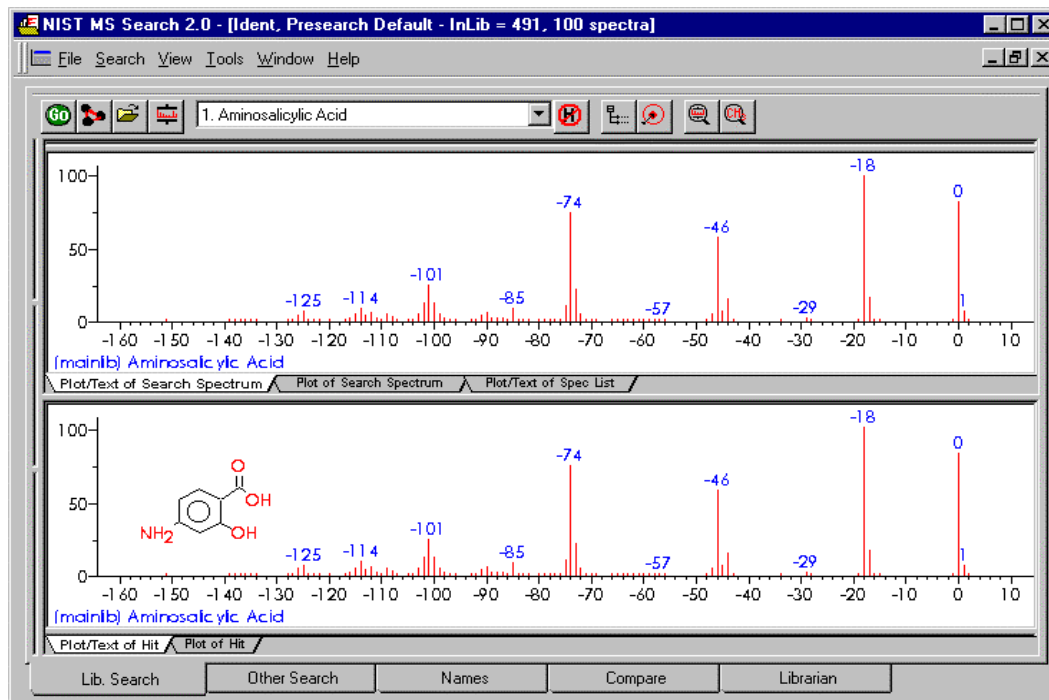 NIST MS Search 2.0 - [Ident, Presearch Default - InLib = 491, 100 spectra]
File Search View Tools Window Help
GO 1. Aminosalicylic Acid H CH₂
100
50
0
-125 -114 -101 -85 -74 -57 -46 -29 -18 0 1
-160 -150 -140 -130 -120 -110 -100 -90 -80 -70 -60 -50 -40 -30 -20 -10 0 10
(mainlib) Aminosalicylic Acid
Plot/Text of Search Spectrum Plot of Search Spectrum Plot/Text of Spec List
100
50
0
O
OH
OH
NH2
-125 -114 -101 -85 -74 -57 -46 -29 -18 0 1
-160 -150 -140 -130 -120 -110 -100 -90 -80 -70 -60 -50 -40 -30 -20 -10 0 10
(mainlib) Aminosalicylic Acid
Plot/Text of Hit Plot of Hit
Lib. Search Other Search Names Compare Librarian